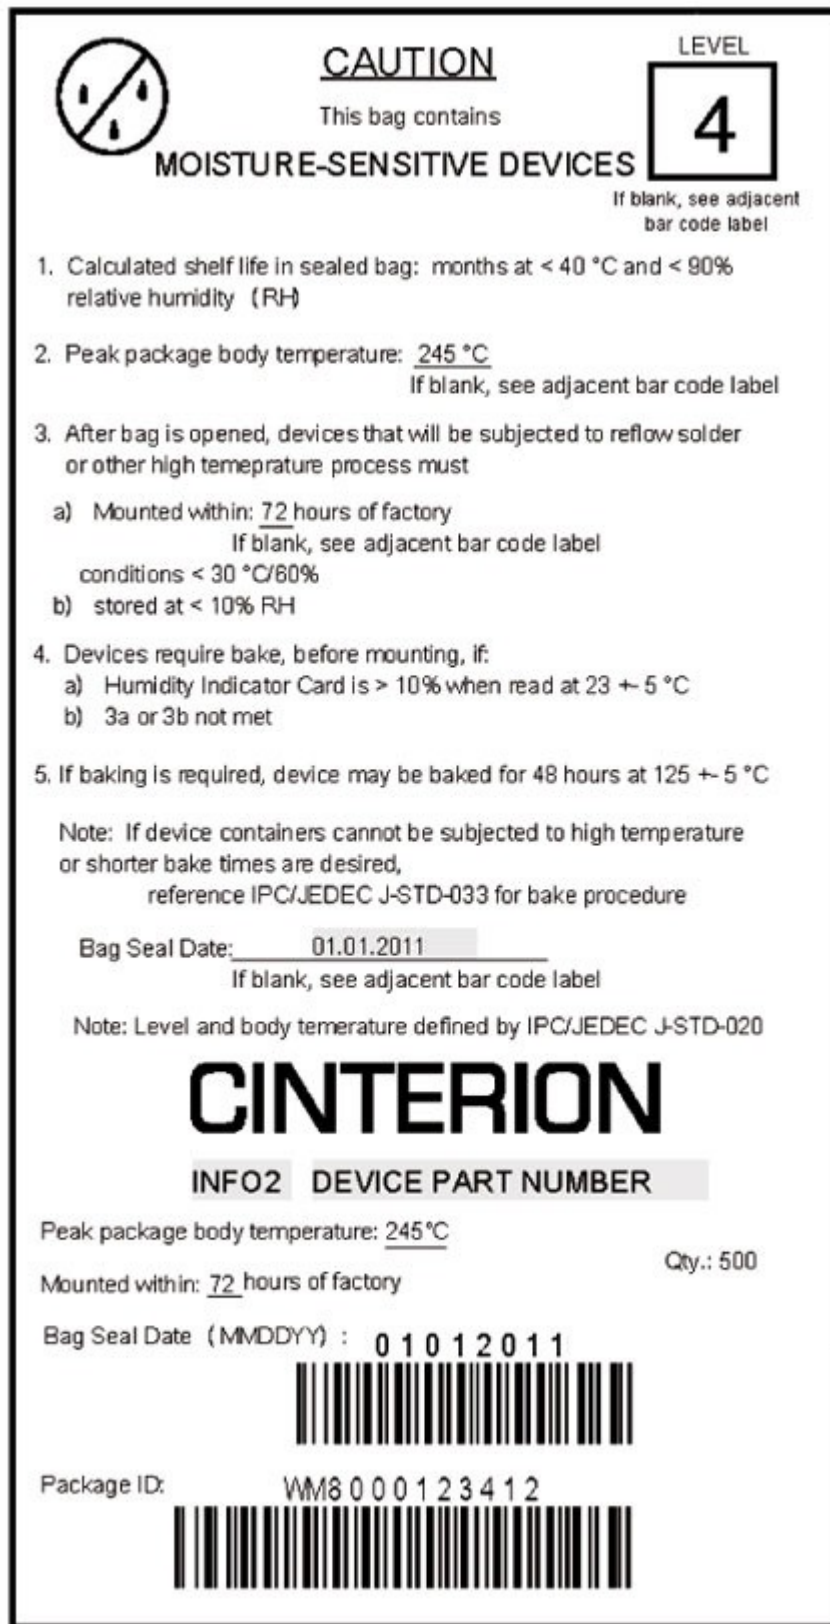 CAUTION
LEVEL
4
This bag contains
MOISTURE-SENSITIVE DEVICES
If blank, see adjacent
bar code label
1. Calculated shelf life in sealed bag: months at < 40 °C and < 90%
relative humidity (RH)
2. Peak package body temperature: 245 °C
If blank, see adjacent bar code label
3. After bag is opened, devices that will be subjected to reflow solder
or other high temeprature process must
a) Mounted within: 72 hours of factory
If blank, see adjacent bar code label
conditions < 30 °C/60%
b) stored at < 10% RH
4. Devices require bake, before mounting, if:
a) Humidity Indicator Card is > 10% when read at 23 +- 5 °C
b) 3a or 3b not met
5. If baking is required, device may be baked for 48 hours at 125 +- 5 °C
Note: If device containers cannot be subjected to high temperature
or shorter bake times are desired,
reference IPC/JEDEC J-STD-033 for bake procedure
Bag Seal Date: 01.01.2011
If blank, see adjacent bar code label
Note: Level and body temerature defined by IPC/JEDEC J-STD-020
CINTERION
INFO2 DEVICE PART NUMBER
Peak package body temperature: 245°C
Qty.: 500
Mounted within: 72 hours of factory
Bag Seal Date (MMDDYY) : 01012011
Package ID: WM8000123412